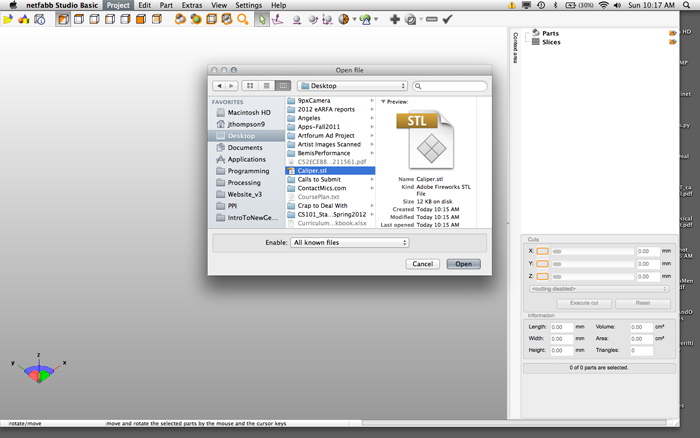 netfabb Studio Basic Project Edit Part Extras View Settings Help (30%) Sun 10:17 AM
Open file
Desktop
FAVORITES
Macintosh HD
jthompson9
Desktop
Documents
Applications
Programming
Processing
Website_v3
PPI
IntroToNewGe...
9pxCamera
2012 eARFA reports
Angeles
Apps-Fall2011
Artforum Ad Project
Artist Images Scanned
BemisPerformance
C52ECEB8...211561.pdf
Caliper.stl
Calls to Submit
ContactMics.com
CoursePlan.txt
Crap to Deal With
CS101_Sta...Spring2012
Curriculum...kbook.xlsx
Preview:
STL
Name Caliper.stl
Kind Adobe Fireworks STL
File
Size 12 KB on disk
Created Today 10:15 AM
Modified Today 10:15 AM
Last opened Today 10:15 AM
Enable: All known files
Cancel Open
Context area
Parts
Slices
Cuts
X: 0.00 mm
Y: 0.00 mm
Z: 0.00 mm
<cutting disabled>
Execute cut Reset
Information
Length: 0.00 mm Volume: 0.00 cm³
Width: 0.00 mm Area: 0.00 cm²
Height: 0.00 mm Triangles: 0
0 of 0 parts are selected.
z
y x
rotate/move move and rotate the selected parts by the mouse and the cursor keys